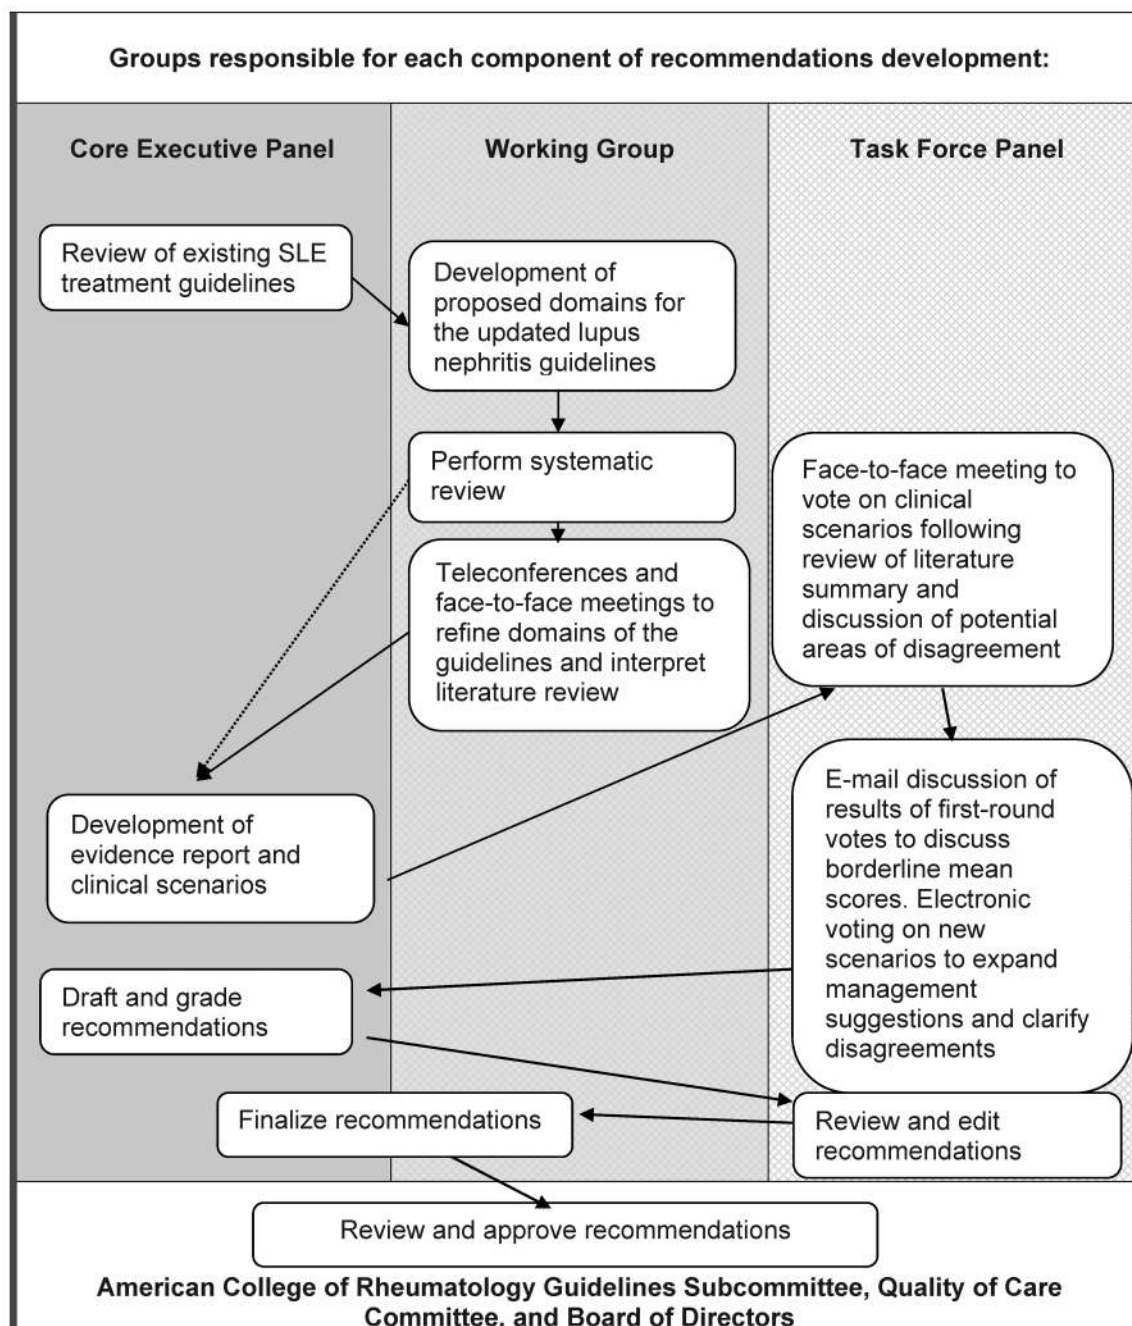 Groups responsible for each component of recommendations development:
Core Executive Panel
Working Group
Task Force Panel
Review of existing SLE
treatment guidelines
Development of
proposed domains for
the updated lupus
nephritis guidelines
Perform systematic
review
Teleconferences and
face-to-face meetings to
refine domains of the
guidelines and interpret
literature review
Face-to-face meeting to
vote on clinical
scenarios following
review of literature
summary and
discussion of potential
areas of disagreement
Development of
evidence report and
clinical scenarios
E-mail discussion of
results of first-round
votes to discuss
borderline mean
scores. Electronic
voting on new
scenarios to expand
management
suggestions and clarify
disagreements
Draft and grade
recommendations
Review and edit
recommendations
Finalize recommendations
Review and approve recommendations
American College of Rheumatology Guidelines Subcommittee, Quality of Care
Committee, and Board of Directors